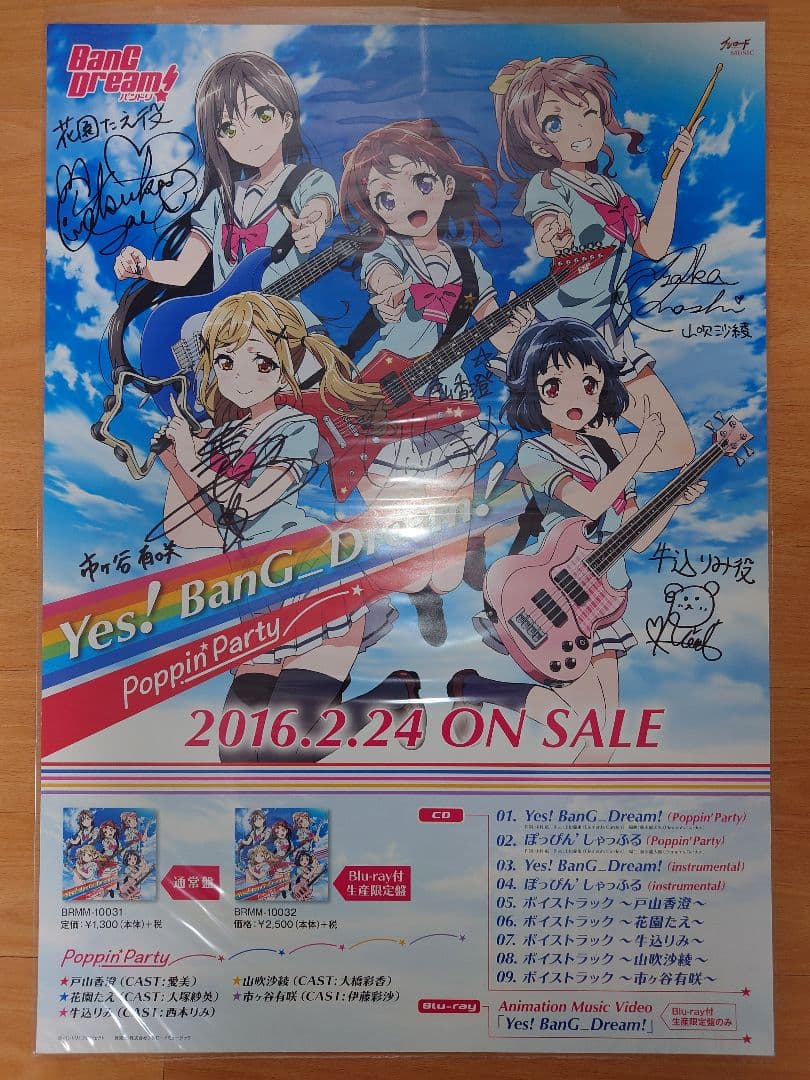 BanG Dream!
バンドリ!
ブシロード
MUSIC
花園たえ役
山吹沙綾
戸山香澄
市ヶ谷有咲
牛込りみ役
Yes! BanG_Dream!
Poppin'Party
2016.2.24 ON SALE
通常盤
BRMM-10031
定価:¥1,300(本体)+税
Blu-ray付
生産限定盤
BRMM-10032
価格:¥2,500(本体)+税
Poppin'Party
★戸山香澄(CAST:愛美)
★花園たえ(CAST:大塚紗英)
★牛込りみ(CAST:西本りみ)
★山吹沙綾(CAST:大橋彩香)
★市ヶ谷有咲(CAST:伊藤彩沙)
CD
01. Yes! BanG_Dream! (Poppin'Party)
02. ぽっぴん'しゃっふる (Poppin'Party)
03. Yes! BanG_Dream! (instrumental)
04. ぽっぴん'しゃっふる (instrumental)
05. ボイストラック ～戸山香澄～
06. ボイストラック ～花園たえ～
07. ボイストラック ～牛込りみ～
08. ボイストラック ～山吹沙綾～
09. ボイストラック ～市ヶ谷有咲～
Blu-ray
Animation Music Video
「Yes! BanG_Dream!」
Blu-ray付
生産限定盤のみ